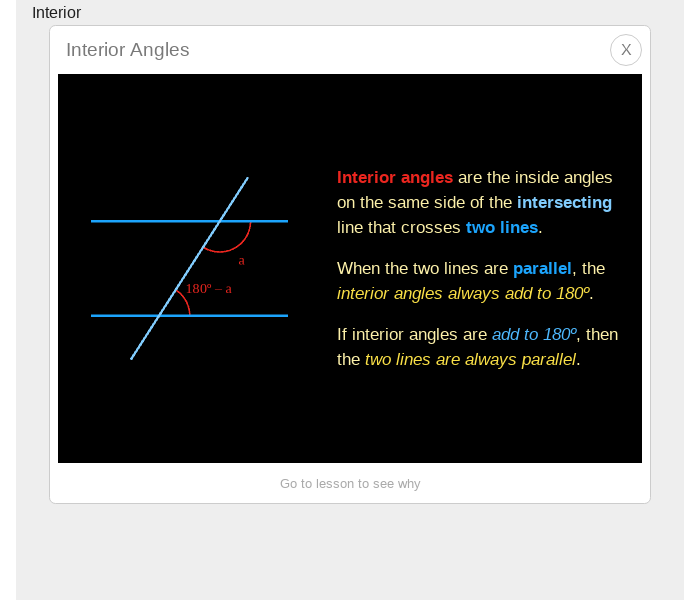 Interior
Interior Angles
X
Interior angles are the inside angles
on the same side of the intersecting
line that crosses two lines.
a
180º – a
When the two lines are parallel, the
interior angles always add to 180º.
If interior angles are add to 180º, then
the two lines are always parallel.
Go to lesson to see why